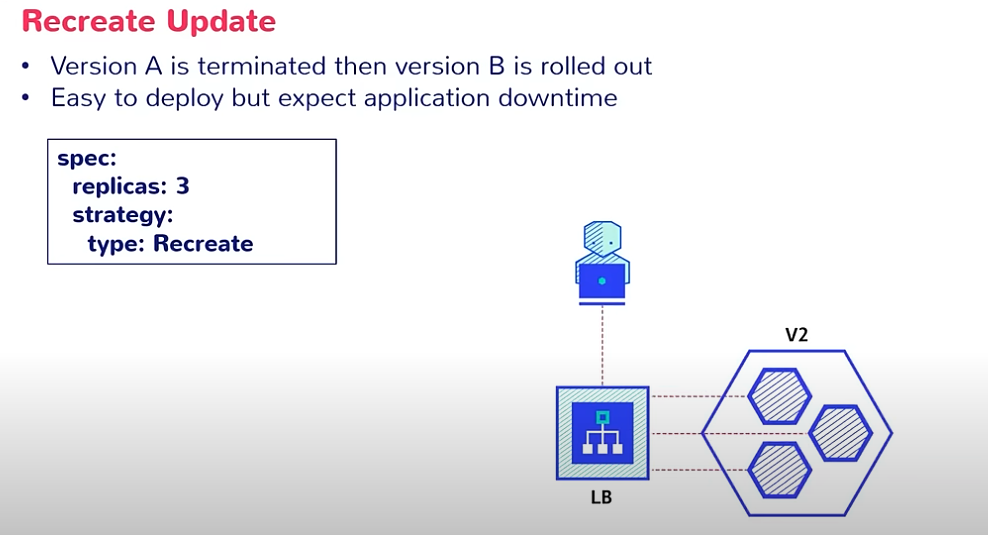 Recreate Update
• Version A is terminated then version B is rolled out
• Easy to deploy but expect application downtime
spec:
replicas: 3
strategy:
type: Recreate
V2
LB